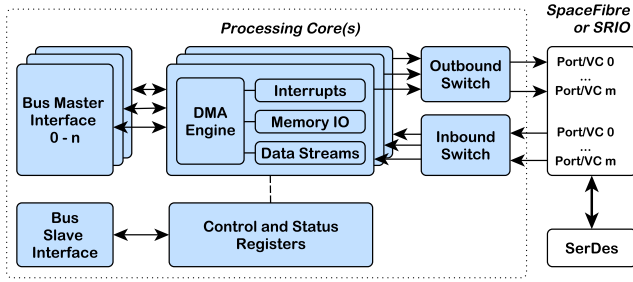 Processing Core(s)
SpaceFibre
or SRIO
Bus Master
Interface
0 - n
DMA
Engine
Interrupts
Memory IO
Data Streams
Outbound
Switch
Inbound
Switch
Port/VC 0
...
Port/VC m
Port/VC 0
...
Port/VC m
Bus
Slave
Interface
Control and Status
Registers
SerDes